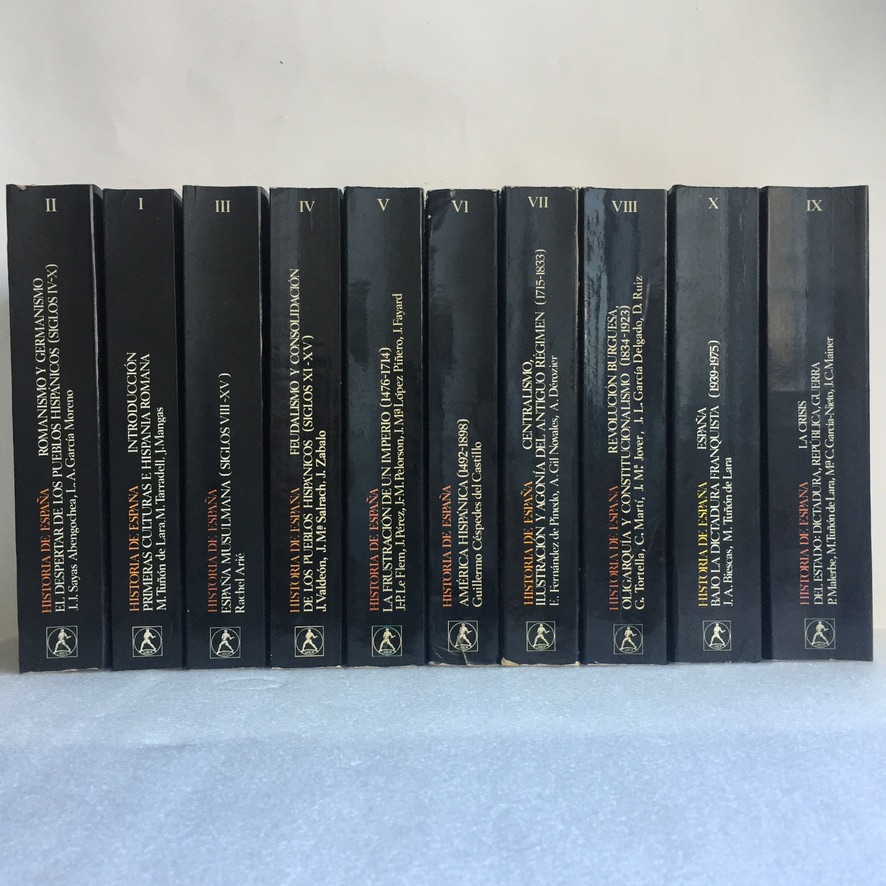 II
HISTORIA DE ESPAÑA ROMANISMO Y GERMANISMO
EL DESPERTAR DE LOS PUEBLOS HISPÁNICOS (SIGLOS IV-X)
J. J. Sayas Abengochea, L. A. García Moreno
I
HISTORIA DE ESPAÑA INTRODUCCIÓN
PRIMERAS CULTURAS E HISPANIA ROMANA
M. Tuñón de Lara, M. Tarradell, J. Mangas
III
HISTORIA DE ESPAÑA
ESPAÑA MUSULMANA (SIGLOS VIII-XV)
Rachel Arié
IV
HISTORIA DE ESPAÑA FEUDALISMO Y CONSOLIDACIÓN
DE LOS PUEBLOS HISPÁNICOS (SIGLOS XI-XV)
J. Valdeón, J. Mª Salrach, J. Zabalo
V
HISTORIA DE ESPAÑA
LA FRUSTRACIÓN DE UN IMPERIO (1476-1714)
J-P. Le Flem, J. Pérez, J-M. Pelorson, J. Mª López Piñero, J. Fayard
VI
HISTORIA DE ESPAÑA
AMÉRICA HISPÁNICA (1492-1898)
Guillermo Céspedes del Castillo
VII
HISTORIA DE ESPAÑA CENTRALISMO,
ILUSTRACIÓN Y AGONÍA DEL ANTIGUO RÉGIMEN (1715-1833)
E. Fernández de Pinedo, A. Gil Novales, A. Dérozier
VIII
HISTORIA DE ESPAÑA REVOLUCIÓN BURGUESA,
OLIGARQUÍA Y CONSTITUCIONALISMO (1834-1923)
G. Tortella, C. Martí, J. Mª Jover, J. L. García Delgado, D. Ruiz
X
HISTORIA DE ESPAÑA ESPAÑA
BAJO LA DICTADURA FRANQUISTA (1939-1975)
J. A. Biescas, M. Tuñón de Lara
IX
HISTORIA DE ESPAÑA LA CRISIS
DEL ESTADO: DICTADURA, REPÚBLICA, GUERRA
P. Malerbe, M. Tuñón de Lara, Mª C. García-Nieto, J. C. Mainer